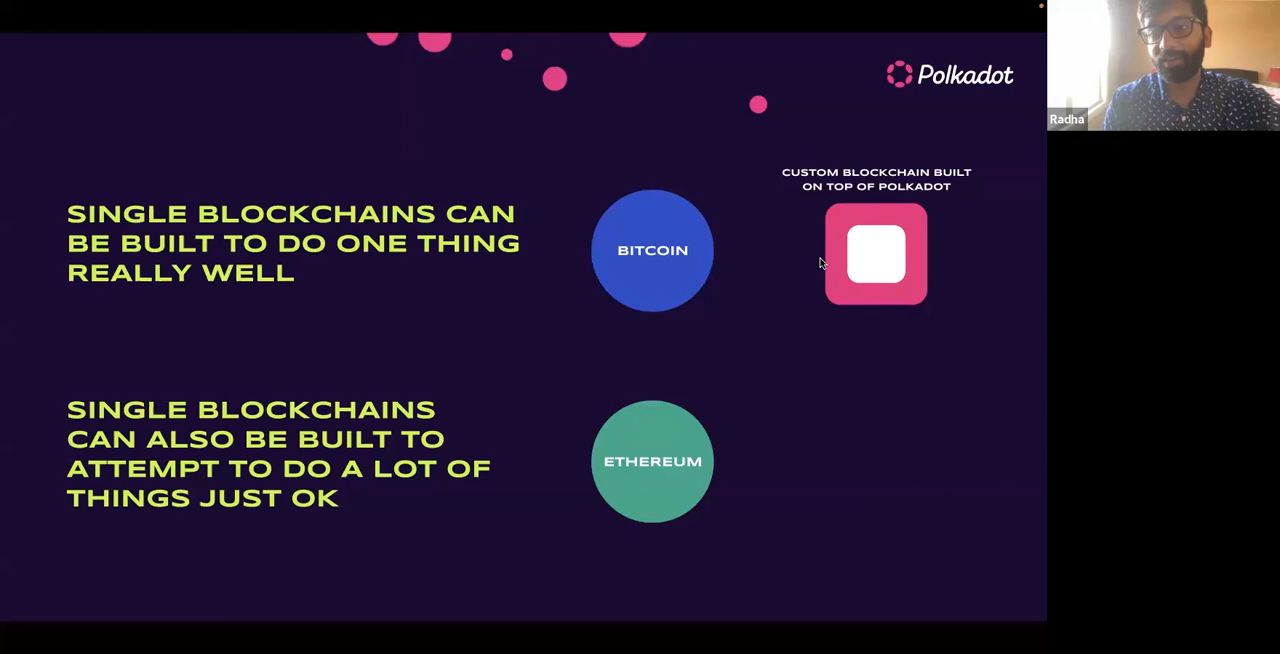 Polkadot
Radha
CUSTOM BLOCKCHAIN BUILT
ON TOP OF POLKADOT
SINGLE BLOCKCHAINS CAN
BE BUILT TO DO ONE THING
REALLY WELL
BITCOIN
SINGLE BLOCKCHAINS
CAN ALSO BE BUILT TO
ATTEMPT TO DO A LOT OF
THINGS JUST OK
ETHEREUM